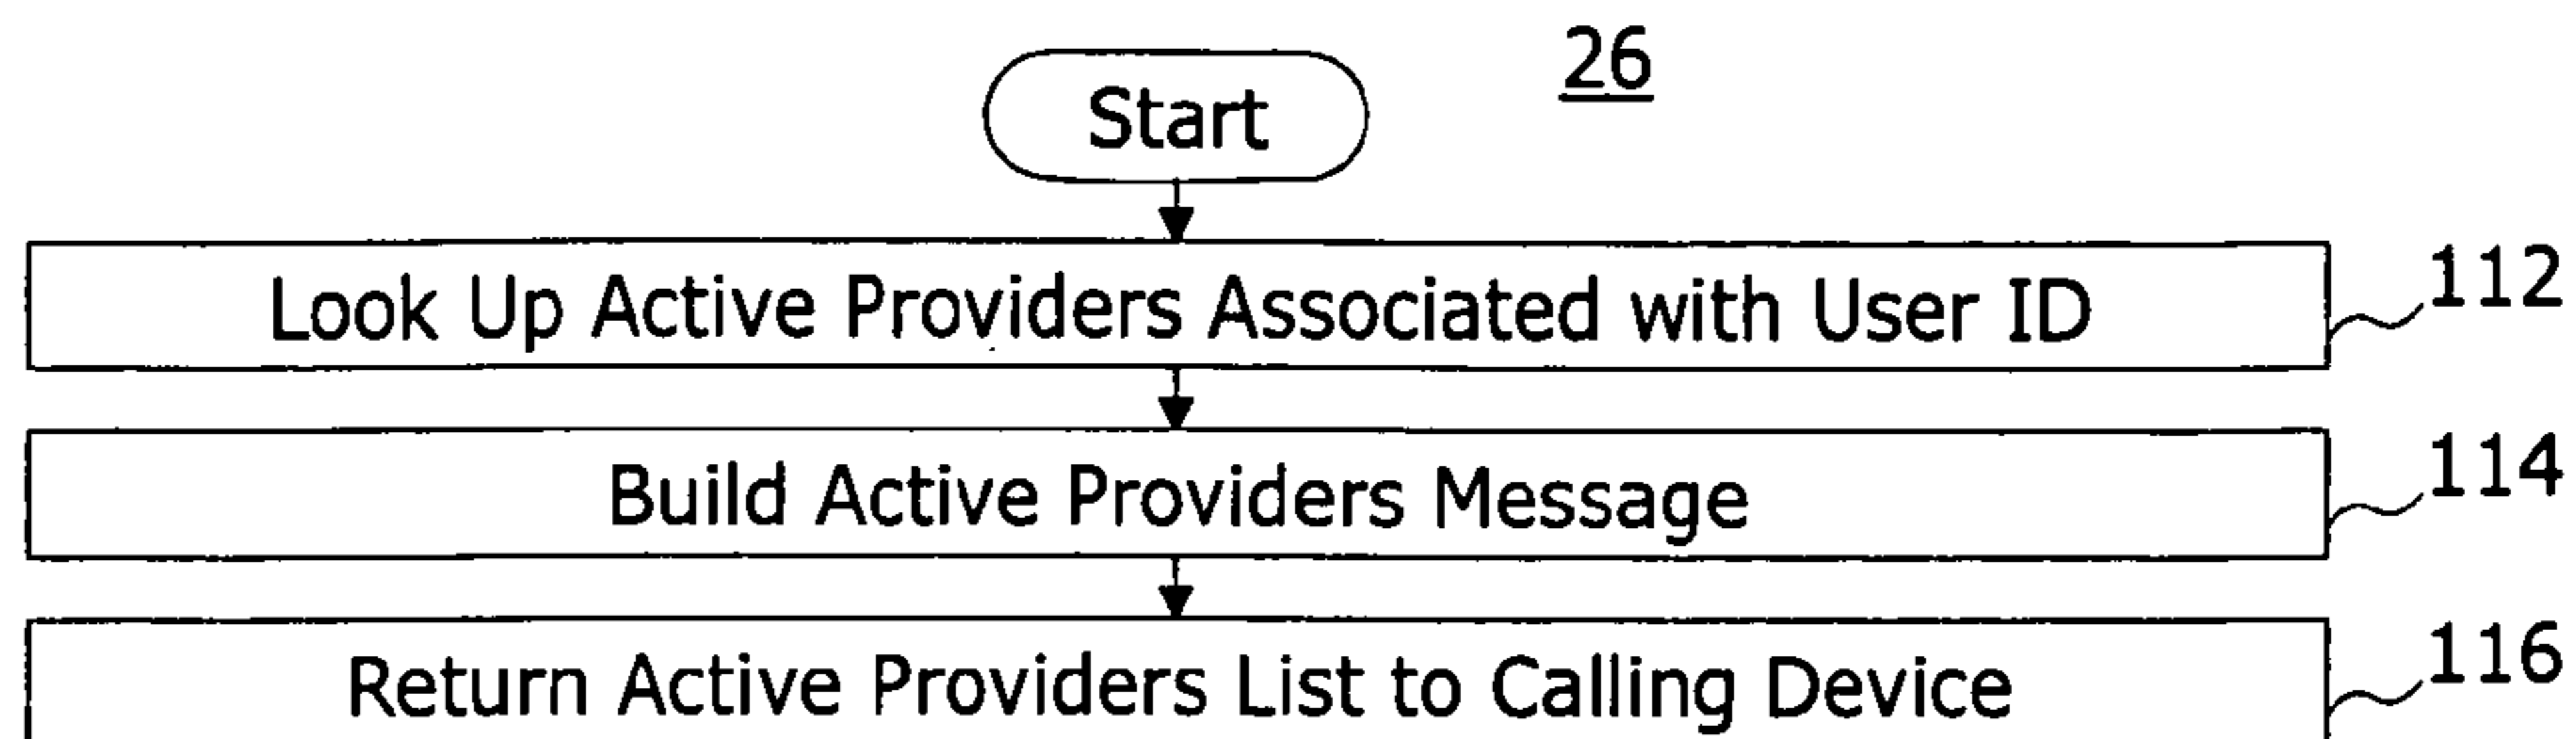 26
Start
Look Up Active Providers Associated with User ID
112
Build Active Providers Message
114
Return Active Providers List to Calling Device
116